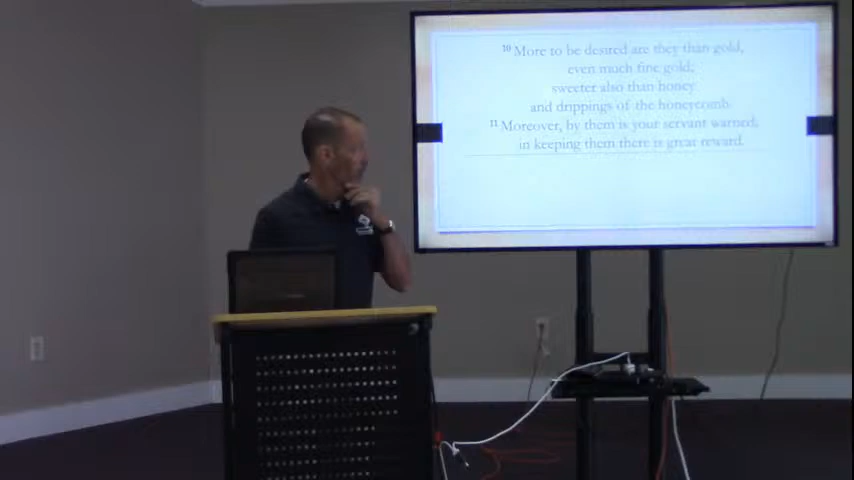 10 More to be desired are they than gold,
even much fine gold;
sweeter also than honey
and drippings of the honeycomb.
11 Moreover, by them is your servant warned;
in keeping them there is great reward.